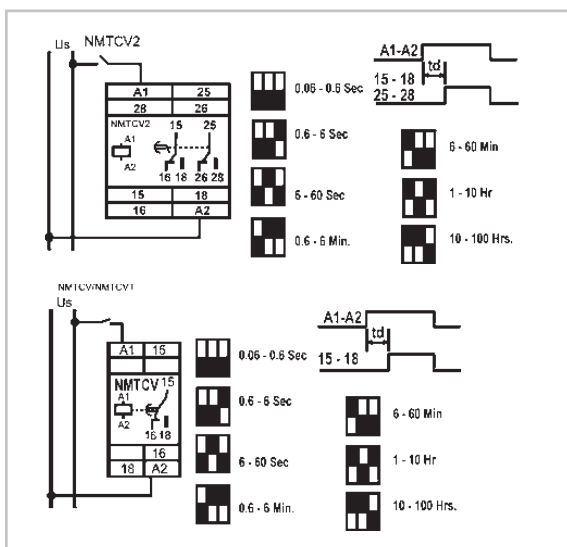 Us NMTCV2
A1 25
28 26
NMTCV2 15 25
A1
A2
16 18 26 28
15 18
16 A2
0.06 - 0.6 Sec
0.6 - 6 Sec
6 - 60 Sec
0.6 - 6 Min.
A1-A2
td
15 - 18
25 - 28
6 - 60 Min
1 - 10 Hr
10 - 100 Hrs.
NMTCV/NMTCV1
Us
A1 15
NMTCV 15
A1
A2
16 18
16
18 A2
0.06 - 0.6 Sec
0.6 - 6 Sec
6 - 60 Sec
0.6 - 6 Min.
A1-A2
td
15 - 18
6 - 60 Min
1 - 10 Hr
10 - 100 Hrs.